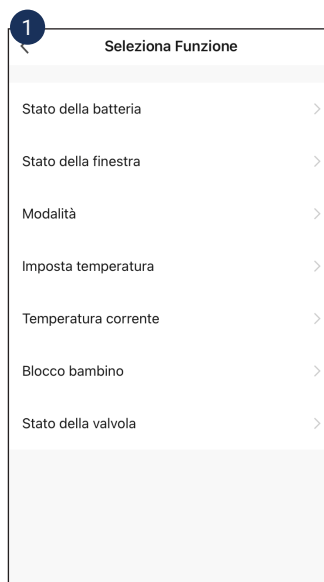 1
Seleziona Funzione
Stato della batteria
Stato della finestra
Modalità
Imposta temperatura
Temperatura corrente
Blocco bambino
Stato della valvola